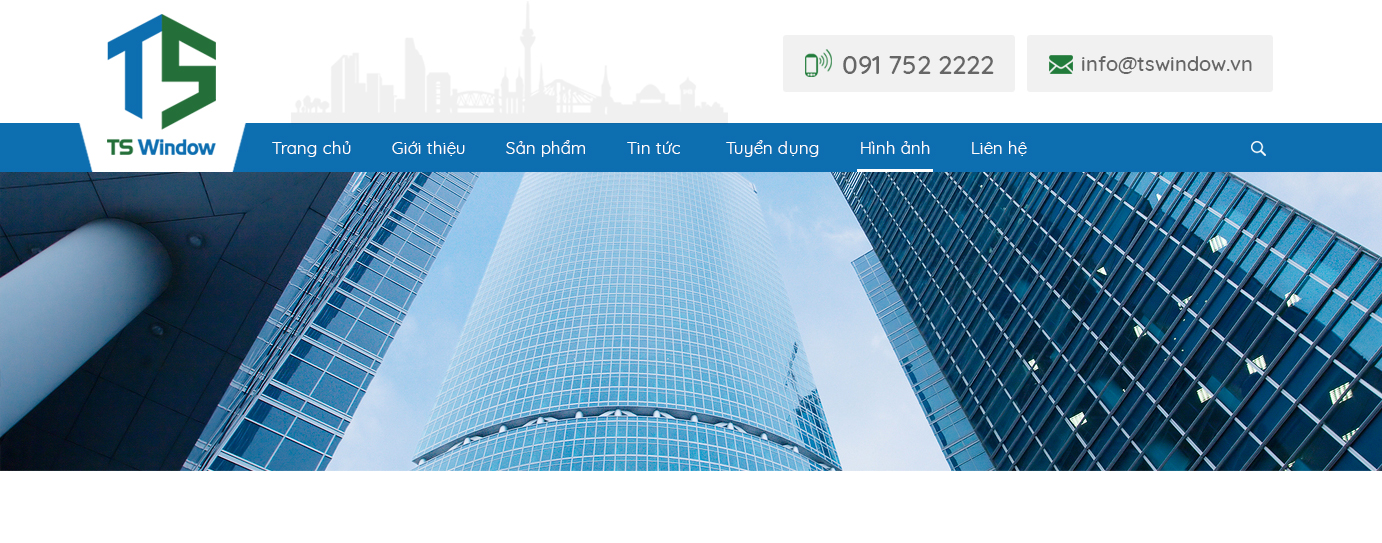 TS
091 752 2222
info@tswindow.vn
TS Window
Trang chủ
Giới thiệu
Sản phẩm
Tin tức
Tuyển dụng
Hình ảnh
Liên hệ